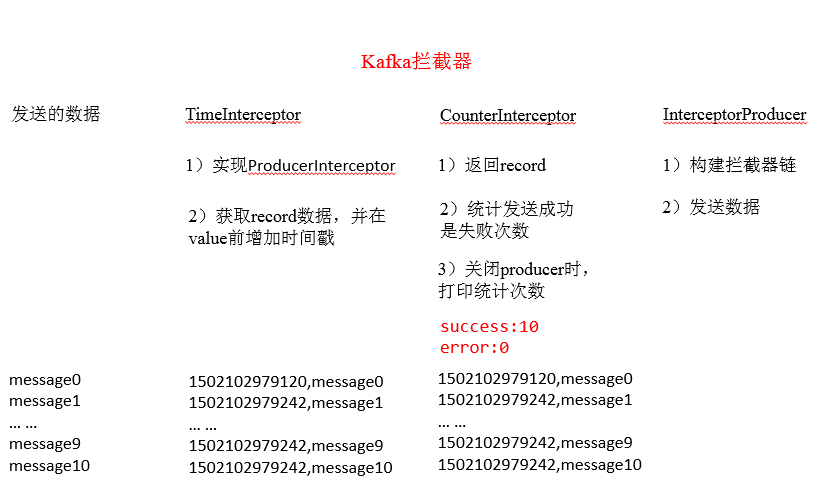 Kafka拦截器
发送的数据
TimeInterceptor
CounterInterceptor
InterceptorProducer
1）实现ProducerInterceptor
2）获取record数据，并在
value前增加时间戳
1）返回record
2）统计发送成功
是失败次数
3）关闭producer时，
打印统计次数
success:10
error:0
1）构建拦截器链
2）发送数据
message0
message1
... ...
message9
message10
1502102979120,message0
1502102979242,message1
... ...
1502102979242,message9
1502102979242,message10
1502102979120,message0
1502102979242,message1
... ...
1502102979242,message9
1502102979242,message10